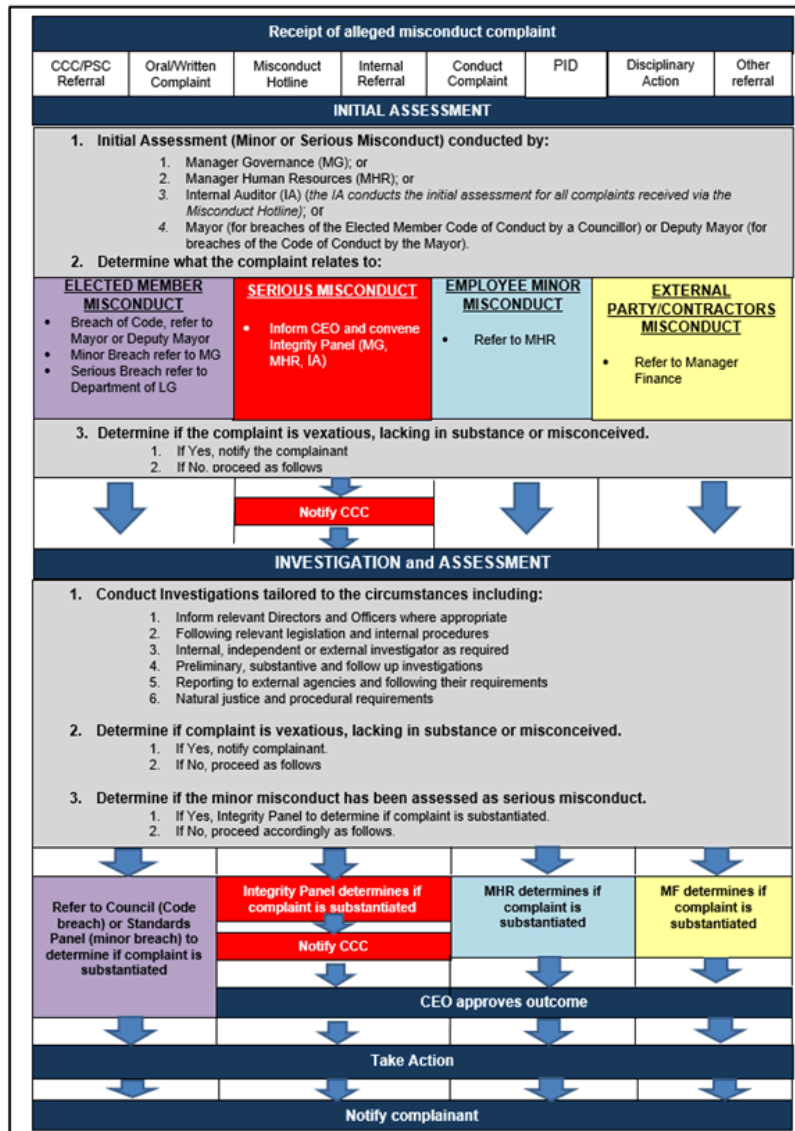 Receipt of alleged misconduct complaint
CCC/PSC Referral
Oral/Written Complaint
Misconduct Hotline
Internal Referral
Conduct Complaint
PID
Disciplinary Action
Other referral
INITIAL ASSESSMENT
1. Initial Assessment (Minor or Serious Misconduct) conducted by:
1. Manager Governance (MG); or
2. Manager Human Resources (MHR); or
3. Internal Auditor (IA) (the IA conducts the initial assessment for all complaints received via the
Misconduct Hotline); or
4. Mayor (for breaches of the Elected Member Code of Conduct by a Councillor) or Deputy Mayor (for
breaches of the Code of Conduct by the Mayor).
2. Determine what the complaint relates to:
ELECTED MEMBER
MISCONDUCT
• Breach of Code, refer to
Mayor or Deputy Mayor
• Minor Breach refer to MG
• Serious Breach refer to
Department of LG
SERIOUS MISCONDUCT
• Inform CEO and convene
Integrity Panel (MG,
MHR, IA)
EMPLOYEE MINOR
MISCONDUCT
• Refer to MHR
EXTERNAL
PARTY/CONTRACTORS
MISCONDUCT
• Refer to Manager
Finance
3. Determine if the complaint is vexatious, lacking in substance or misconceived.
1. If Yes, notify the complainant
2. If No, proceed as follows
Notify CCC
INVESTIGATION and ASSESSMENT
1. Conduct Investigations tailored to the circumstances including:
1. Inform relevant Directors and Officers where appropriate
2. Following relevant legislation and internal procedures
3. Internal, independent or external investigator as required
4. Preliminary, substantive and follow up investigations
5. Reporting to external agencies and following their requirements
6. Natural justice and procedural requirements
2. Determine if complaint is vexatious, lacking in substance or misconceived.
1. If Yes, notify complainant.
2. If No, proceed as follows
3. Determine if the minor misconduct has been assessed as serious misconduct.
1. If Yes, Integrity Panel to determine if complaint is substantiated.
2. If No, proceed accordingly as follows.
Refer to Council (Code
breach) or Standards
Panel (minor breach) to
determine if complaint is
substantiated
Integrity Panel determines if
complaint is substantiated
Notify CCC
MHR determines if
complaint is
substantiated
MF determines if
complaint is
substantiated
CEO approves outcome
Take Action
Notify complainant